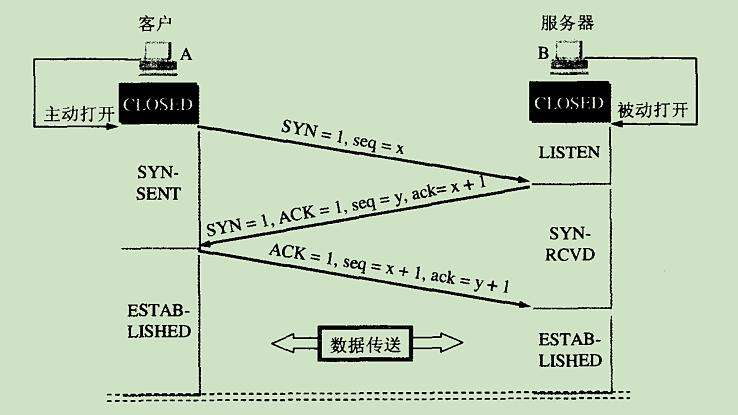 客户
服务器
A
B
CLOSED
CLOSED
主动打开
被动打开
SYN = 1, seq = x
LISTEN
SYN-
SENT
SYN = 1, ACK = 1, seq = y, ack= x + 1
SYN-
RCVD
ACK = 1, seq = x + 1, ack = y + 1
ESTAB-
LISHED
数据传送
ESTAB-
LISHED